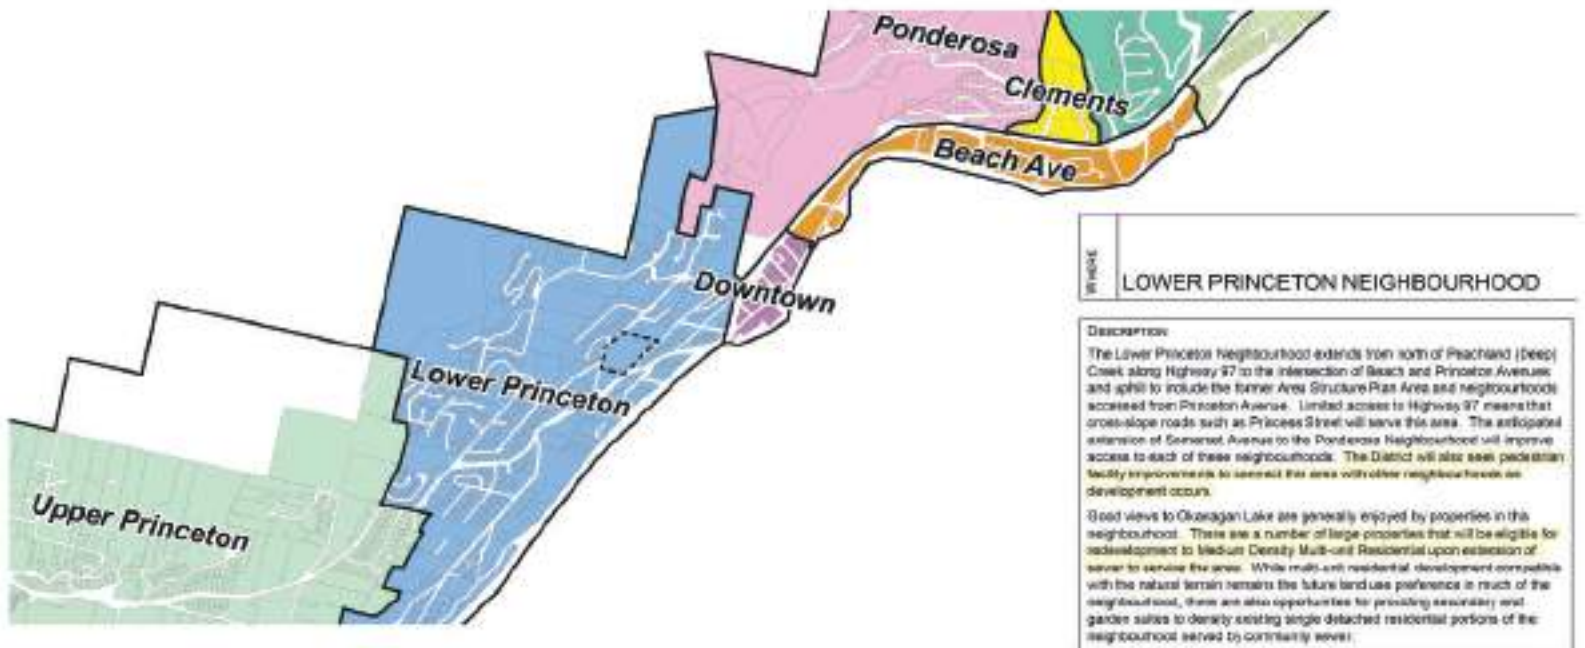 Ponderosa
Clements
Beach Ave
Downtown
Lower Princeton
Upper Princeton
WHERE
LOWER PRINCETON NEIGHBOURHOOD
DESCRIPTION
The Lower Princeton Neighbourhood extends from north of Peachland (Deep)
Creek along Highway 97 to the intersection of Beach and Princeton Avenues
and uphill to include the former Area Structure Plan Area and neighbourhoods
accessed from Princeton Avenue. Limited access to Highway 97 means that
cross-slope roads such as Princess Street will serve this area. The anticipated
extension of Somerset Avenue to the Ponderosa Neighbourhood will improve
access to each of these neighbourhoods. The District will also seek pedestrian
facility improvements to connect this area with other neighbourhoods as
development occurs.
Good views to Okanagan Lake are generally enjoyed by properties in this
neighbourhood. There are a number of large properties that will be eligible for
redevelopment to Medium Density Multi-unit Residential upon extension of
sewer to service the area. While multi-unit residential development compatible
with the natural terrain remains the future land use preference in much of the
neighbourhood, there are also opportunities for providing secondary and
garden suites to densify existing single detached residential portions of the
neighbourhood served by community sewer.